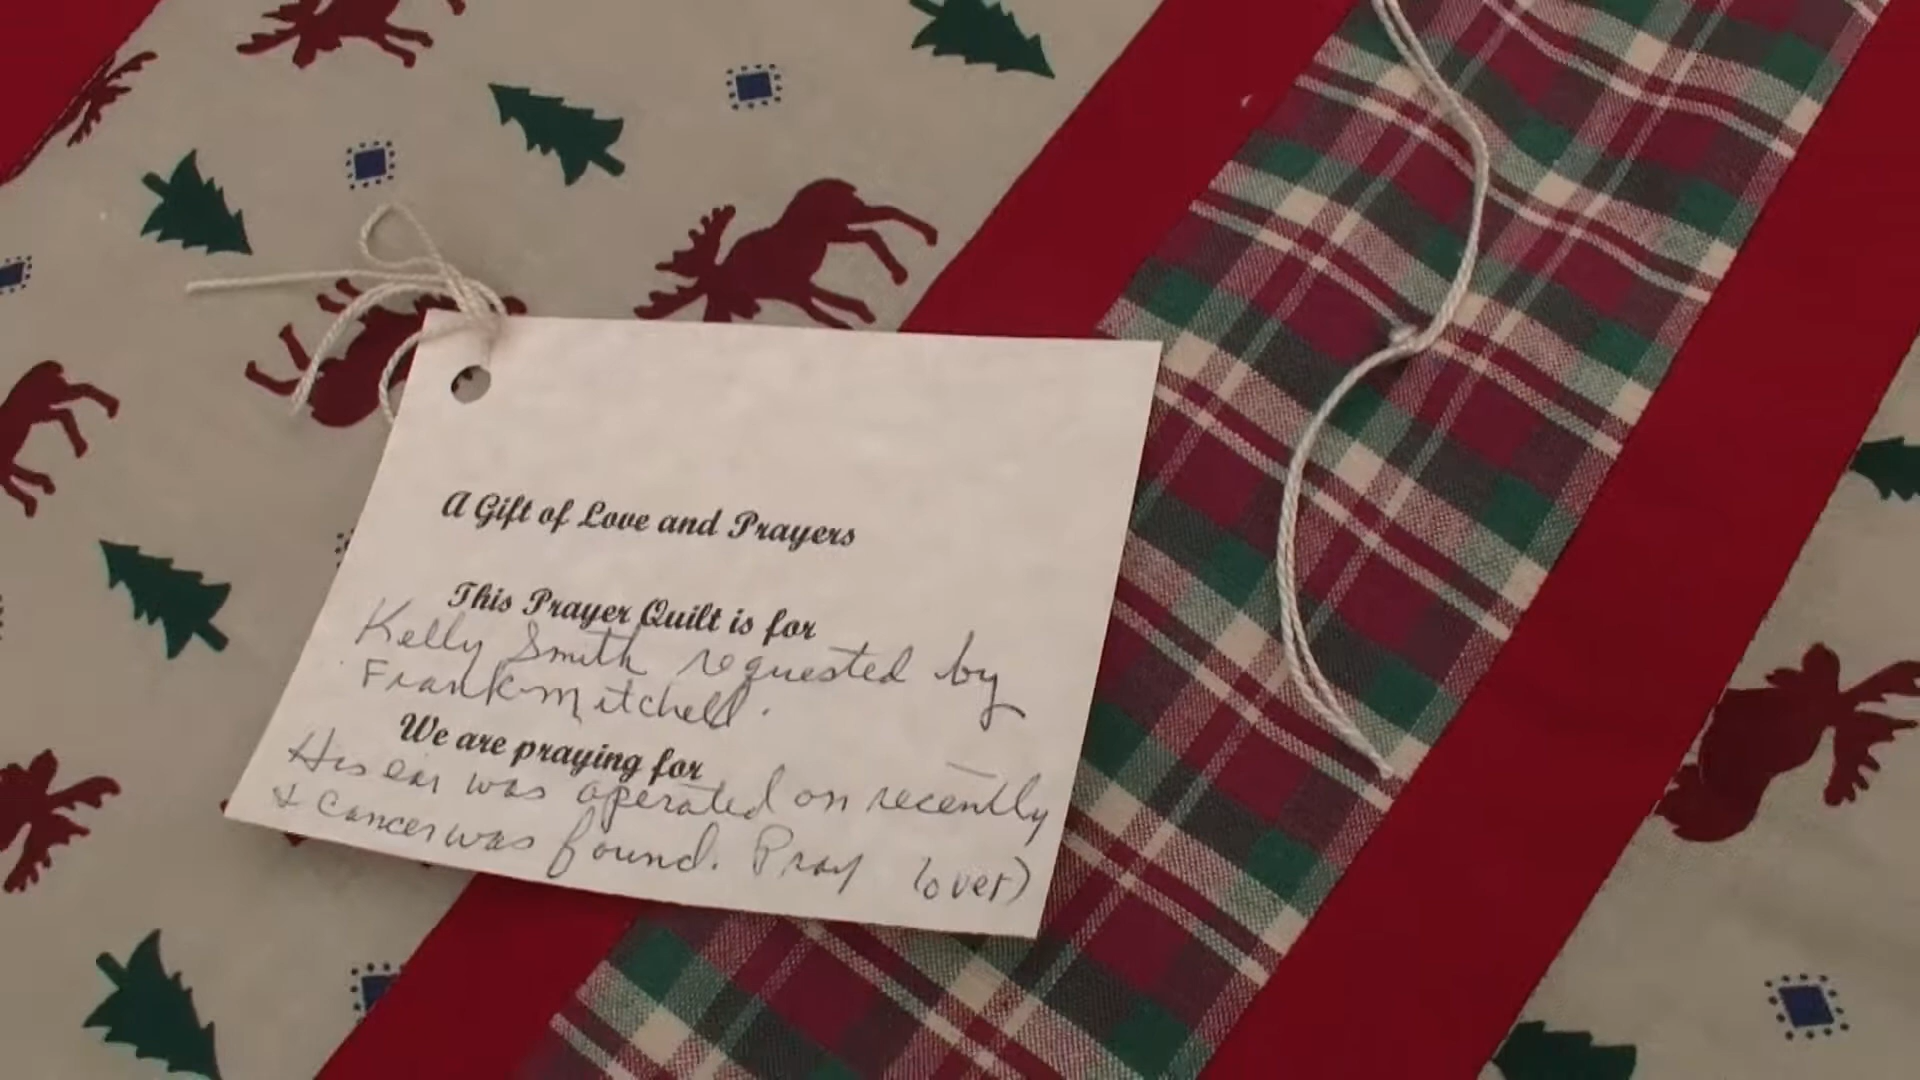 A Gift of Love and Prayers
This Prayer Quilt is for
Kelly Smith requested by
Frank Mitchell.
We are praying for
His ear was operated on recently
& cancer was found. Pray (over)